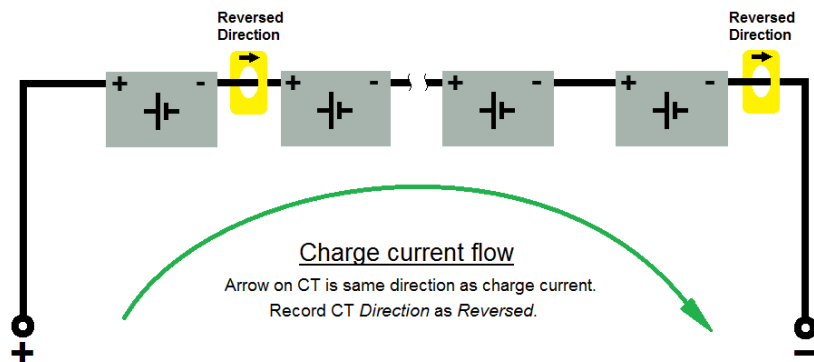 Reversed
Direction
Reversed
Direction
+ - + - + - + -
Charge current flow
Arrow on CT is same direction as charge current.
Record CT Direction as Reversed.
+ -